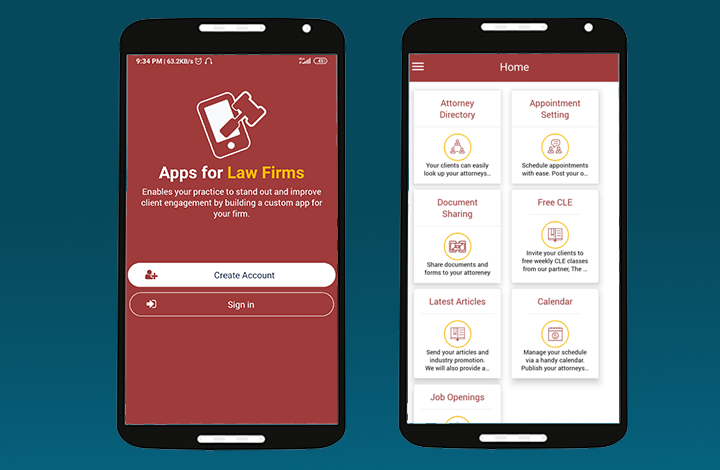 9:34 PM | 63.2KB/s
Apps for Law Firms
Enables your practice to stand out and improve
client engagement by building a custom app for
your firm.
Create Account
Sign in
Home
Attorney
Directory
Your clients can easily
look up your attorneys...
Appointment
Setting
Schedule appointments
with ease. Post your o...
Document
Sharing
Share documents and
forms to your attoreney
Free CLE
Invite your clients to
free weekly CLE classes
from our partner, The ...
Latest Articles
Send your articles and
industry promotion.
We will also provide a...
Calendar
Manage your schedule
via a handy calendar.
Publish your attorneys...
Job Openings